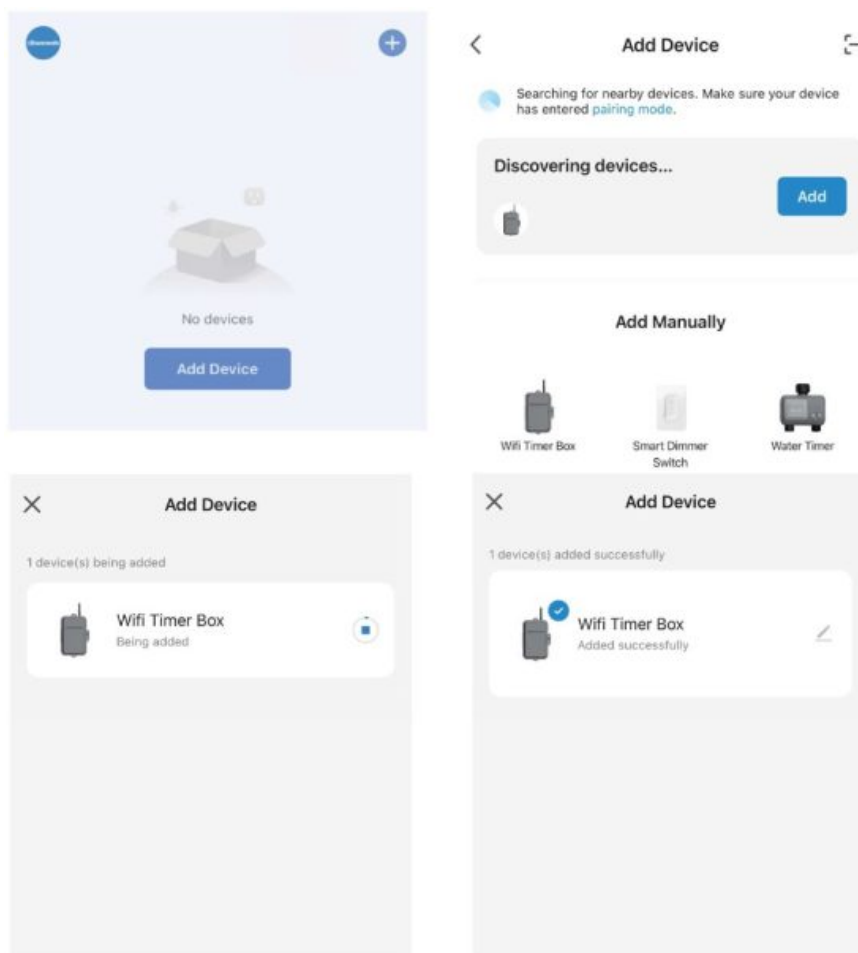 No devices
Add Device
Add Device
Searching for nearby devices. Make sure your device
has entered pairing mode.
Discovering devices...
Add
Add Manually
Wifi Timer Box
Smart Dimmer
Switch
Water Timer
Add Device
1 device(s) being added
Wifi Timer Box
Being added
Add Device
1 device(s) added successfully
Wifi Timer Box
Added successfully